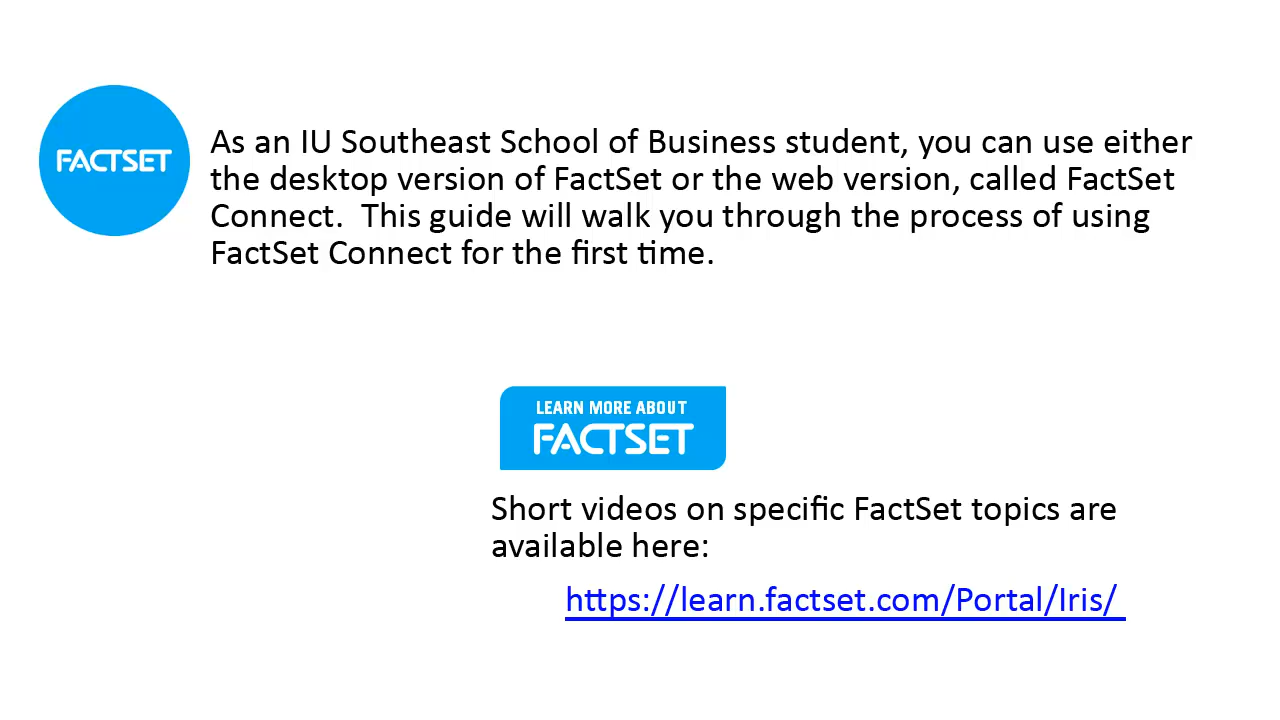 FACTSET
As an IU Southeast School of Business student, you can use either
the desktop version of FactSet or the web version, called FactSet
Connect.  This guide will walk you through the process of using
FactSet Connect for the first time.
LEARN MORE ABOUT
FACTSET
Short videos on specific FactSet topics are
available here:
https://learn.factset.com/Portal/Iris/